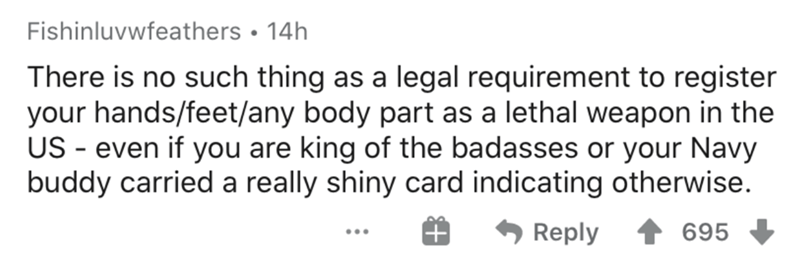 Fishinluvwfeathers • 14h
There is no such thing as a legal requirement to register
your hands/feet/any body part as a lethal weapon in the
US - even if you are king of the badasses or your Navy
buddy carried a really shiny card indicating otherwise.
... Reply 695